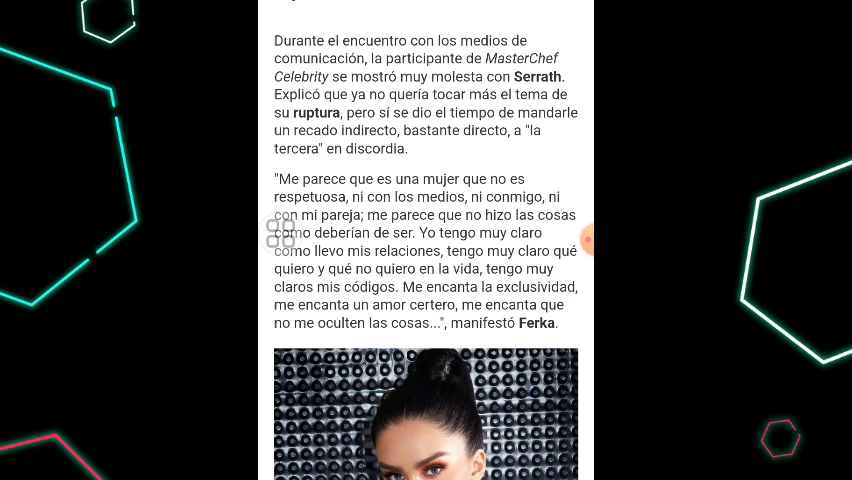 Durante el encuentro con los medios de
comunicación, la participante de MasterChef
Celebrity se mostró muy molesta con Serrath.
Explicó que ya no quería tocar más el tema de
su ruptura, pero sí se dio el tiempo de mandarle
un recado indirecto, bastante directo, a "la
tercera" en discordia.
"Me parece que es una mujer que no es
respetuosa, ni con los medios, ni conmigo, ni
con mi pareja; me parece que no hizo las cosas
como deberían de ser. Yo tengo muy claro
como llevo mis relaciones, tengo muy claro qué
quiero y qué no quiero en la vida, tengo muy
claros mis códigos. Me encanta la exclusividad,
me encanta un amor certero, me encanta que
no me oculten las cosas...", manifestó Ferka.